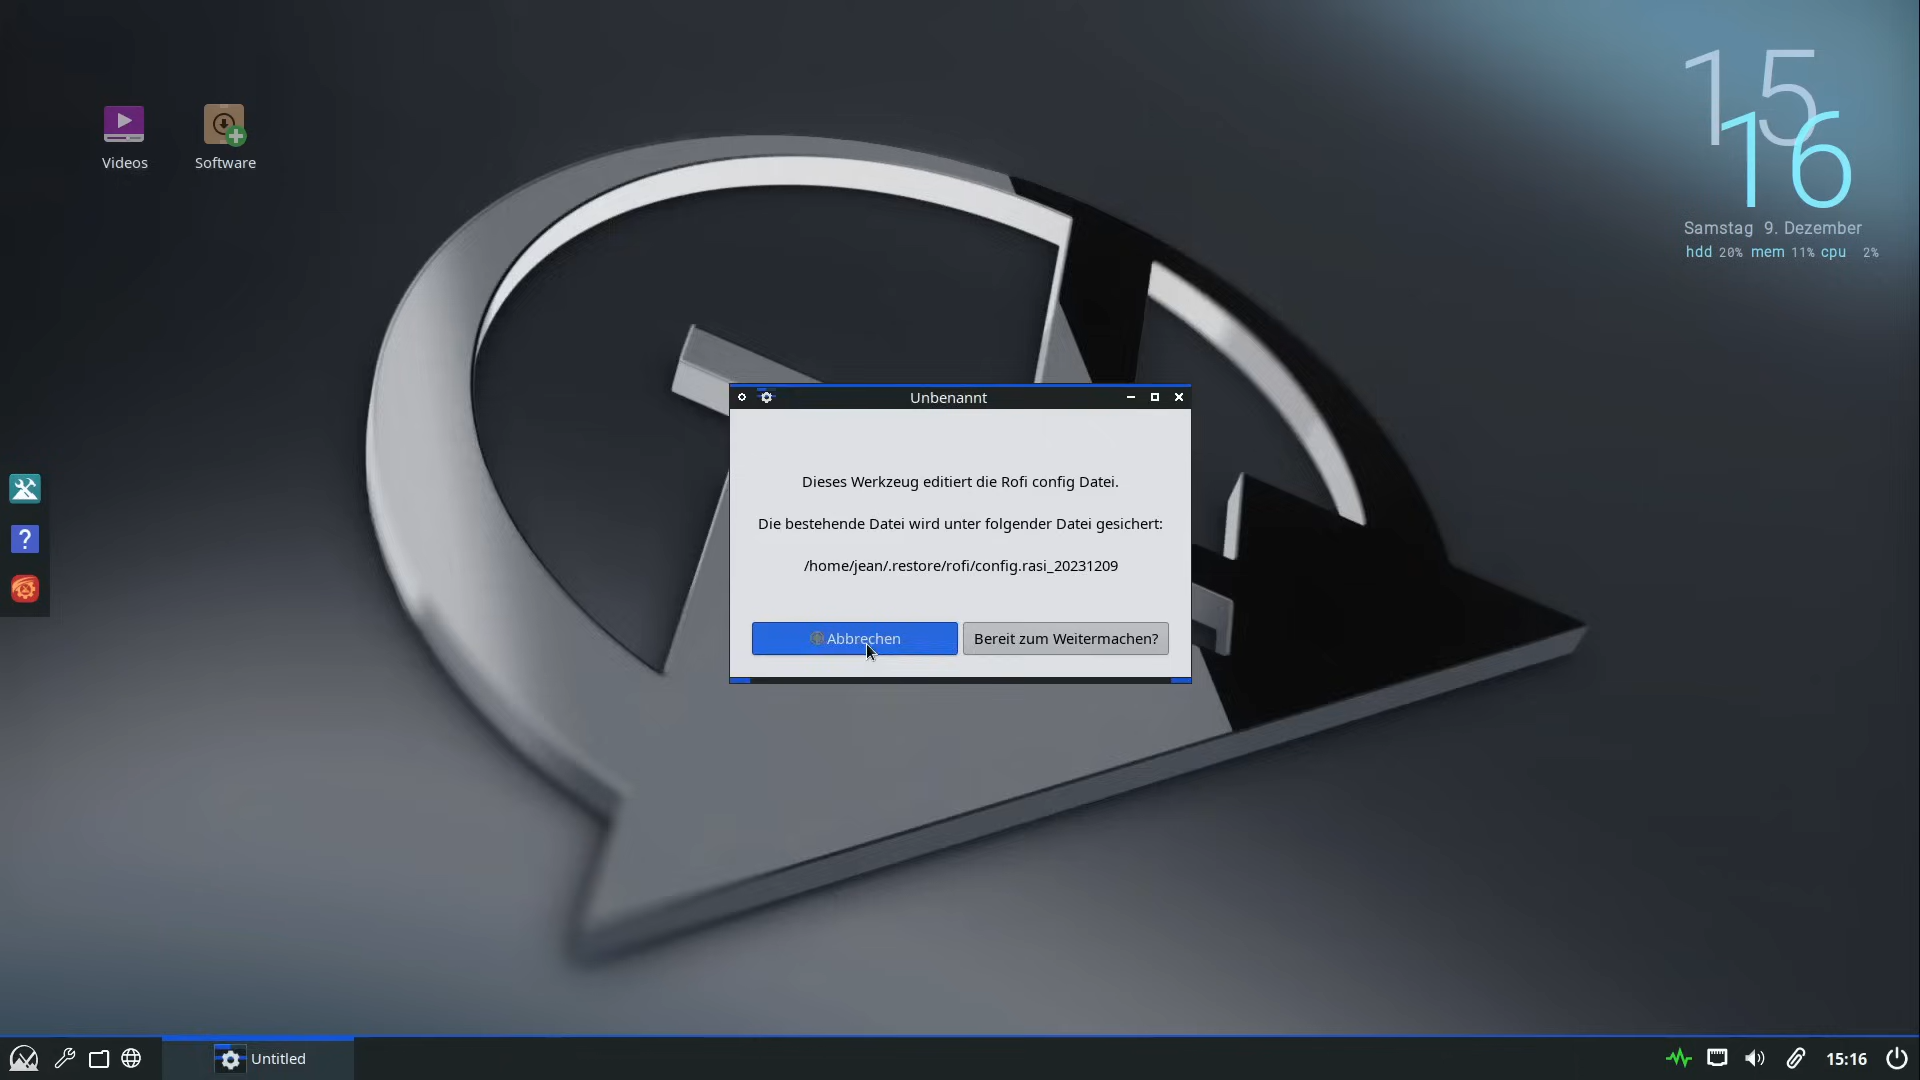 Videos
Software
15
16
Samstag 9. Dezember
hdd 20% mem 11% cpu 2%
Unbenannt
Dieses Werkzeug editiert die Rofi config Datei.
Die bestehende Datei wird unter folgender Datei gesichert:
/home/jean/.restore/rofi/config.rasi_20231209
Abbrechen
Bereit zum Weitermachen?
?
Untitled
15:16